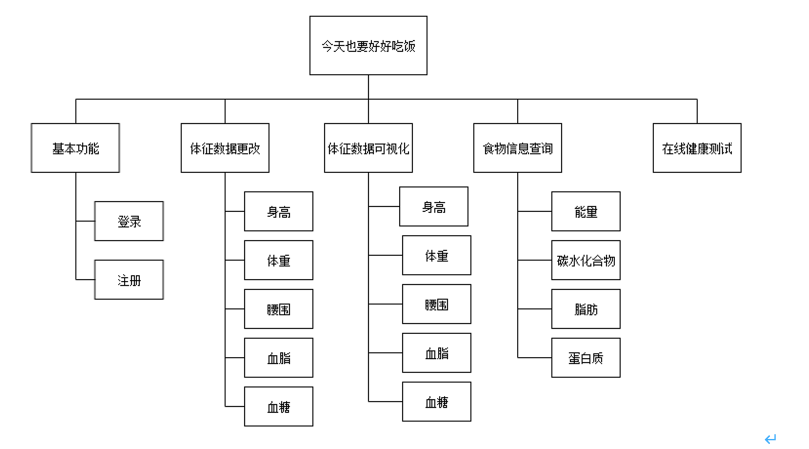 今天也要好好吃饭
基本功能
体征数据更改
体征数据可视化
食物信息查询
在线健康测试
登录
注册
身高
体重
腰围
血脂
血糖
身高
体重
腰围
血脂
血糖
能量
碳水化合物
脂肪
蛋白质